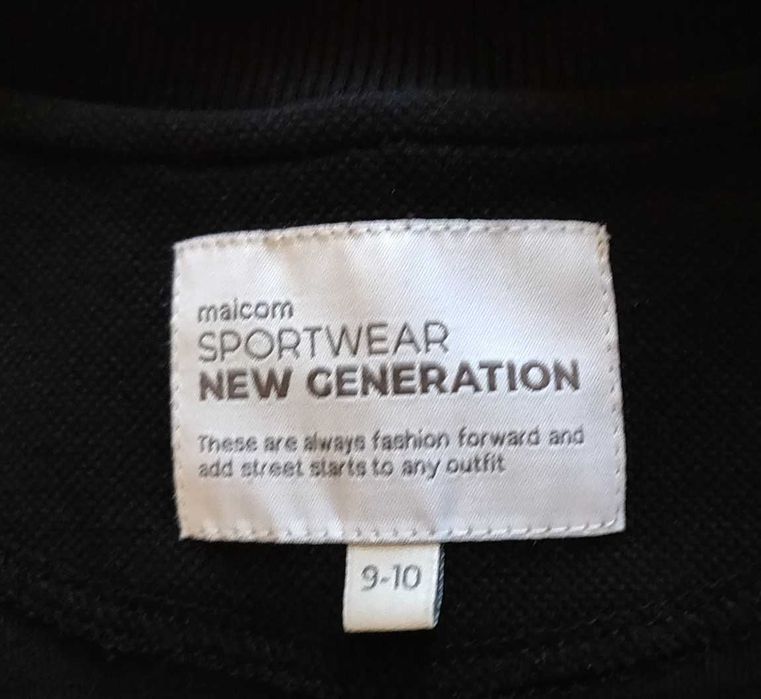 maicom
SPORTWEAR
NEW GENERATION
These are always fashion forward and
add street starts to any outfit
9-10